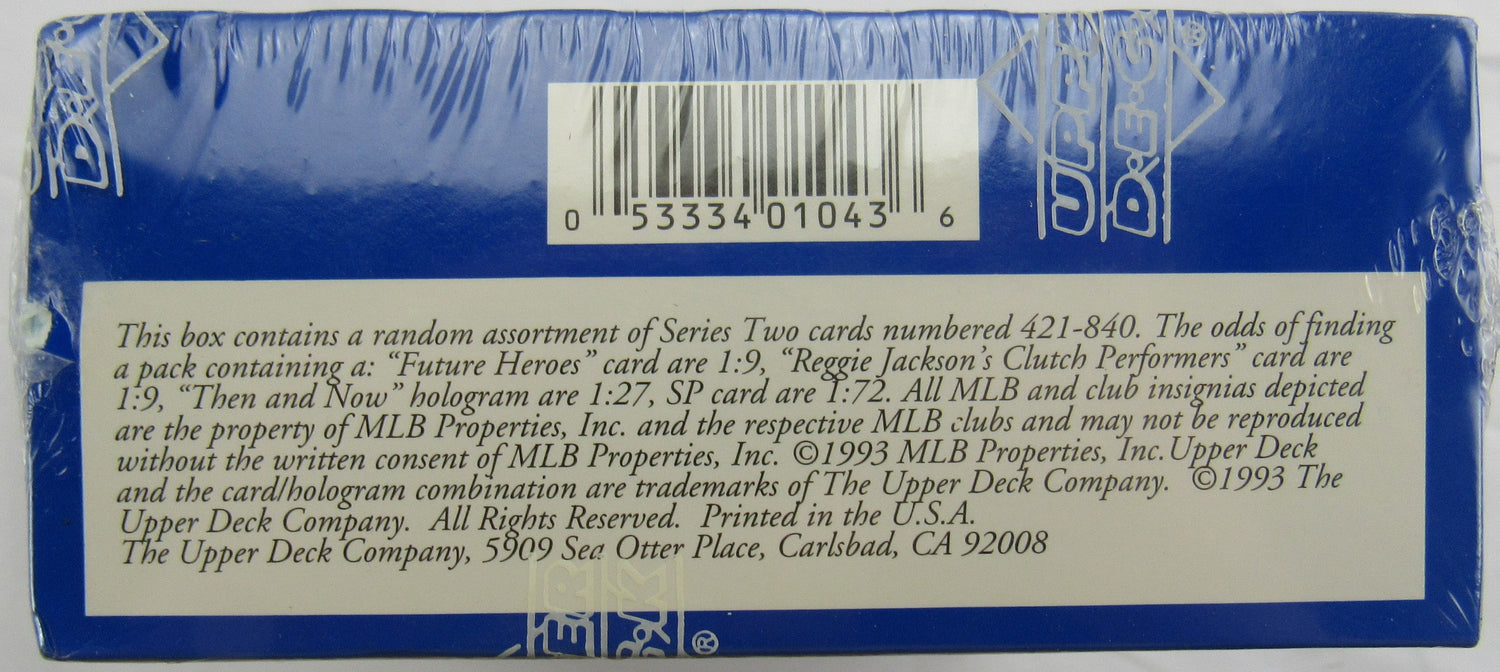 UPPER
DECK
®
0 53334 01043 6
This box contains a random assortment of Series Two cards numbered 421-840. The odds of finding
a pack containing a: “Future Heroes” card are 1:9, “Reggie Jackson's Clutch Performers” card are
1:9, “Then and Now” hologram are 1:27, SP card are 1:72. All MLB and club insignias depicted
are the property of MLB Properties, Inc. and the respective MLB clubs and may not be reproduced
without the written consent of MLB Properties, Inc. ©1993 MLB Properties, Inc. Upper Deck
and the card/hologram combination are trademarks of The Upper Deck Company. ©1993 The
Upper Deck Company. All Rights Reserved. Printed in the U.S.A.
The Upper Deck Company, 5909 Sea Otter Place, Carlsbad, CA 92008
®